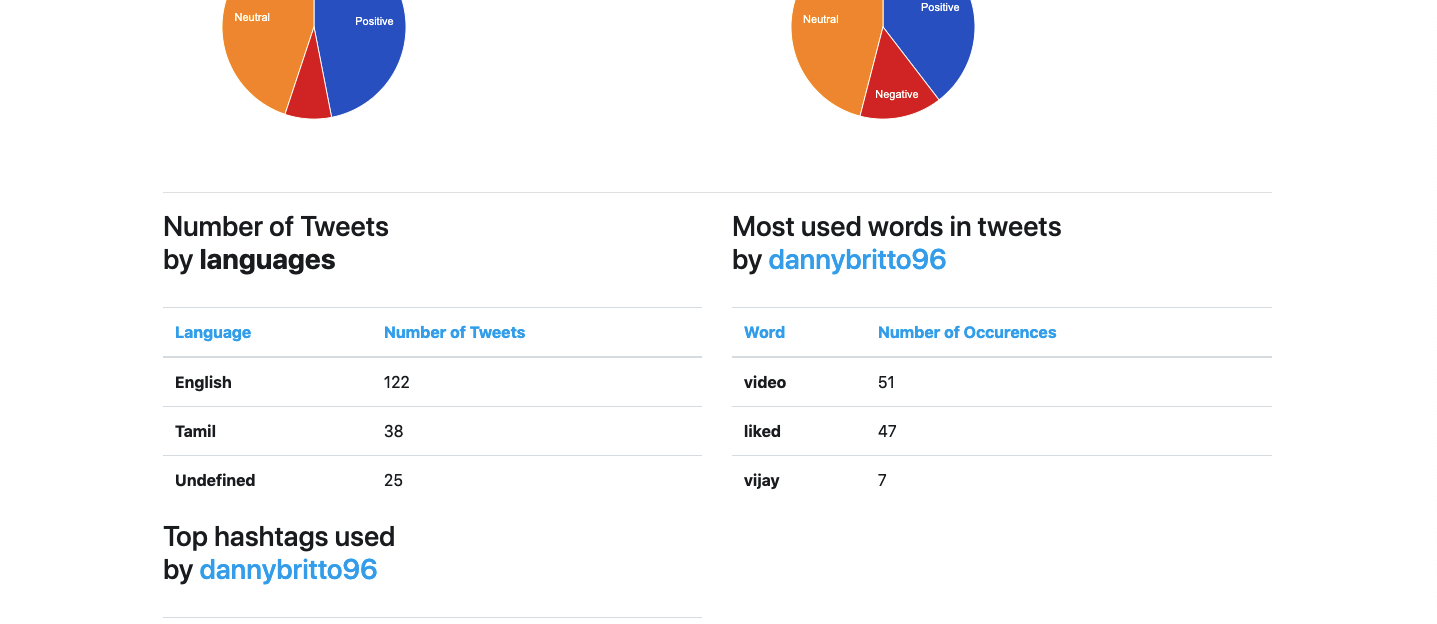 Neutral
Positive
Neutral
Positive
Negative
Number of Tweets
by languages
Language Number of Tweets
English 122
Tamil 38
Undefined 25
Most used words in tweets
by dannybritto96
Word Number of Occurences
video 51
liked 47
vijay 7
Top hashtags used
by dannybritto96